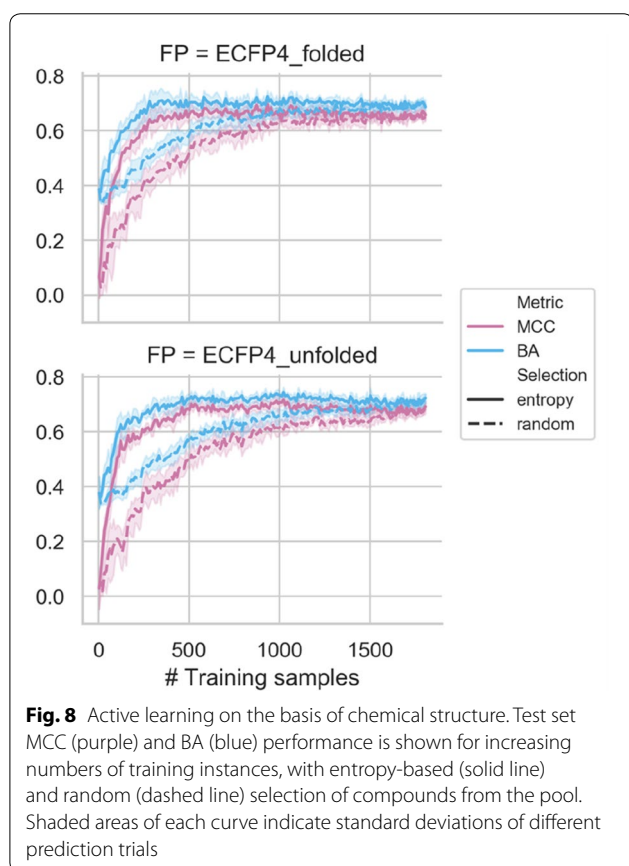 FP = ECFP4_folded
0.8
0.6
0.4
0.2
0.0
FP = ECFP4_unfolded
0.8
0.6
0.4
0.2
0.0
0 500 1000 1500
# Training samples
Metric
MCC
BA
Selection
entropy
random
Fig. 8 Active learning on the basis of chemical structure. Test set
MCC (purple) and BA (blue) performance is shown for increasing
numbers of training instances, with entropy-based (solid line)
and random (dashed line) selection of compounds from the pool.
Shaded areas of each curve indicate standard deviations of different
prediction trials